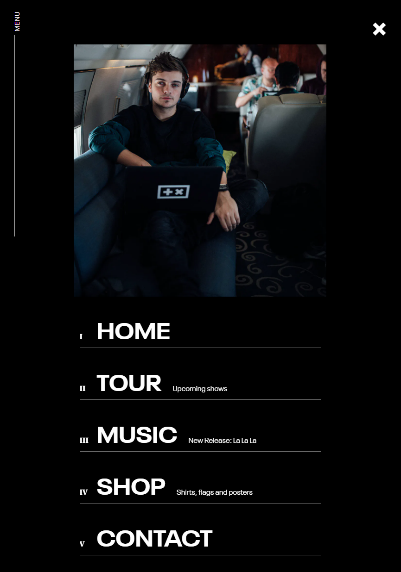 MENU
I HOME
II TOUR Upcoming shows
III MUSIC New Release: La La La
IV SHOP Shirts, flags and posters
V CONTACT